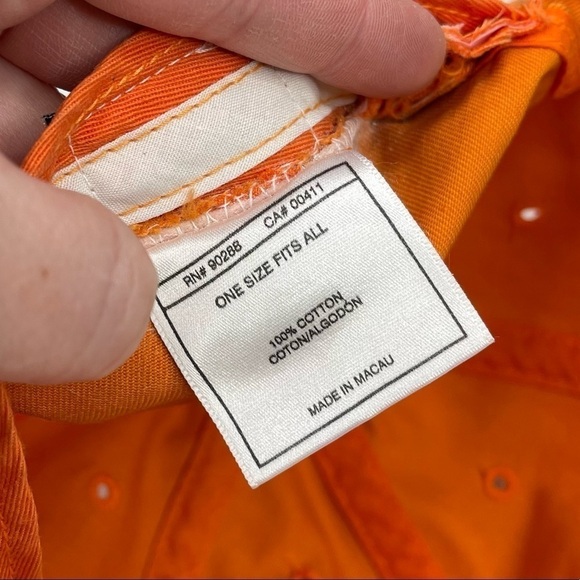 RN# 90288 CA# 00411
ONE SIZE FITS ALL
100% COTTON
COTON/ALGODÓN
MADE IN MACAU